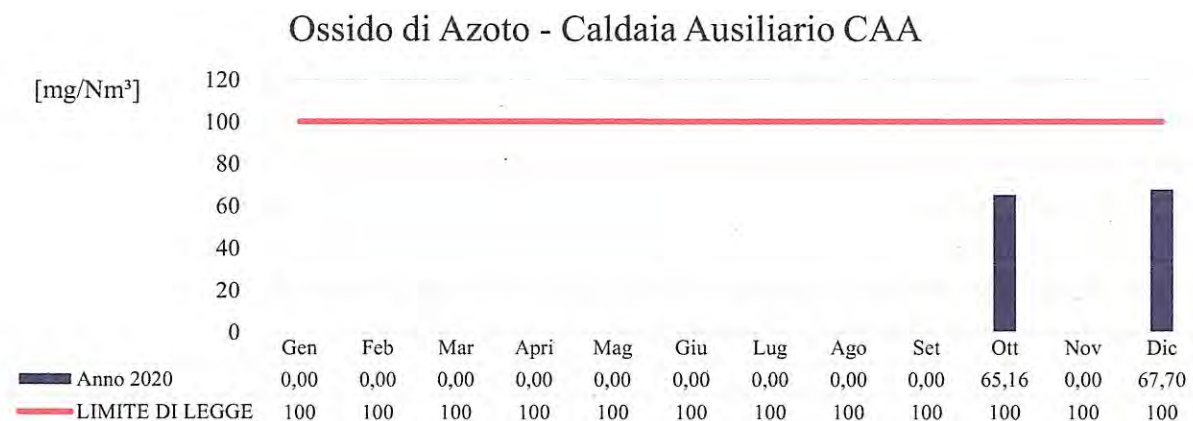 Ossido di Azoto - Caldaia Ausiliario CAA
[mg/Nm³]
120
100
80
60
40
20
0
Gen Feb Mar Apri Mag Giu Lug Ago Set Ott Nov Dic
Anno 2020 0,00 0,00 0,00 0,00 0,00 0,00 0,00 0,00 0,00 65,16 0,00 67,70
LIMITE DI LEGGE 100 100 100 100 100 100 100 100 100 100 100 100